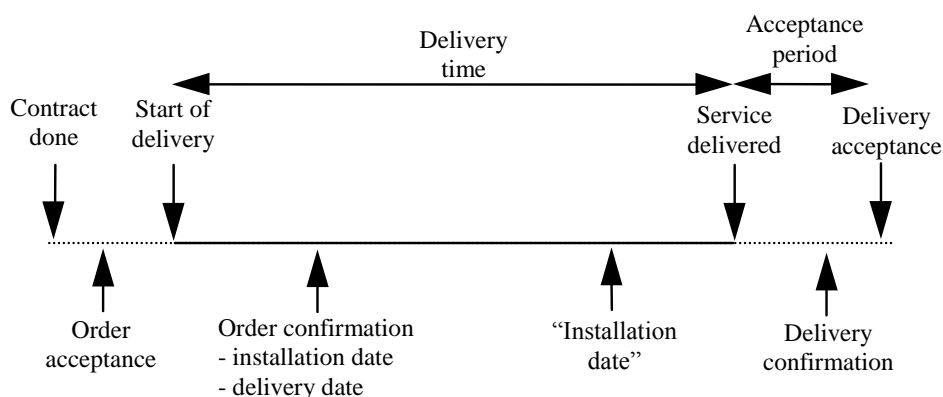 Delivery
time
Acceptance
period
Contract
done
Start of
delivery
Service
delivered
Delivery
acceptance
Order
acceptance
Order confirmation
- installation date
- delivery date
“Installation
date”
Delivery
confirmation